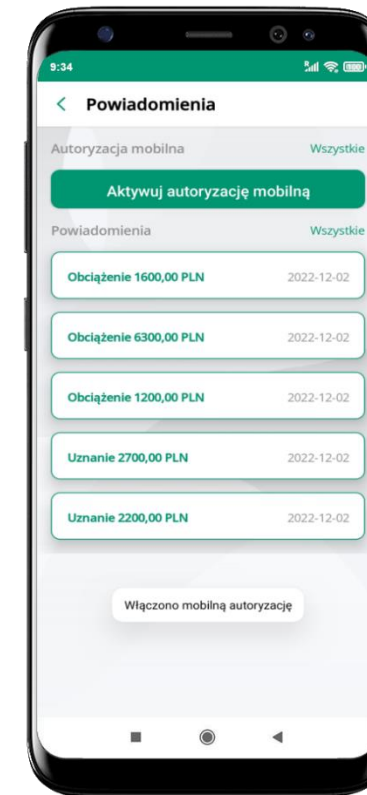 9:34
Powiadomienia
Autoryzacja mobilna Wszystkie
Aktywuj autoryzację mobilną
Powiadomienia Wszystkie
Obciążenie 1600,00 PLN 2022-12-02
Obciążenie 6300,00 PLN 2022-12-02
Obciążenie 1200,00 PLN 2022-12-02
Uznanie 2700,00 PLN 2022-12-02
Uznanie 2200,00 PLN 2022-12-02
Włączono mobilną autoryzację